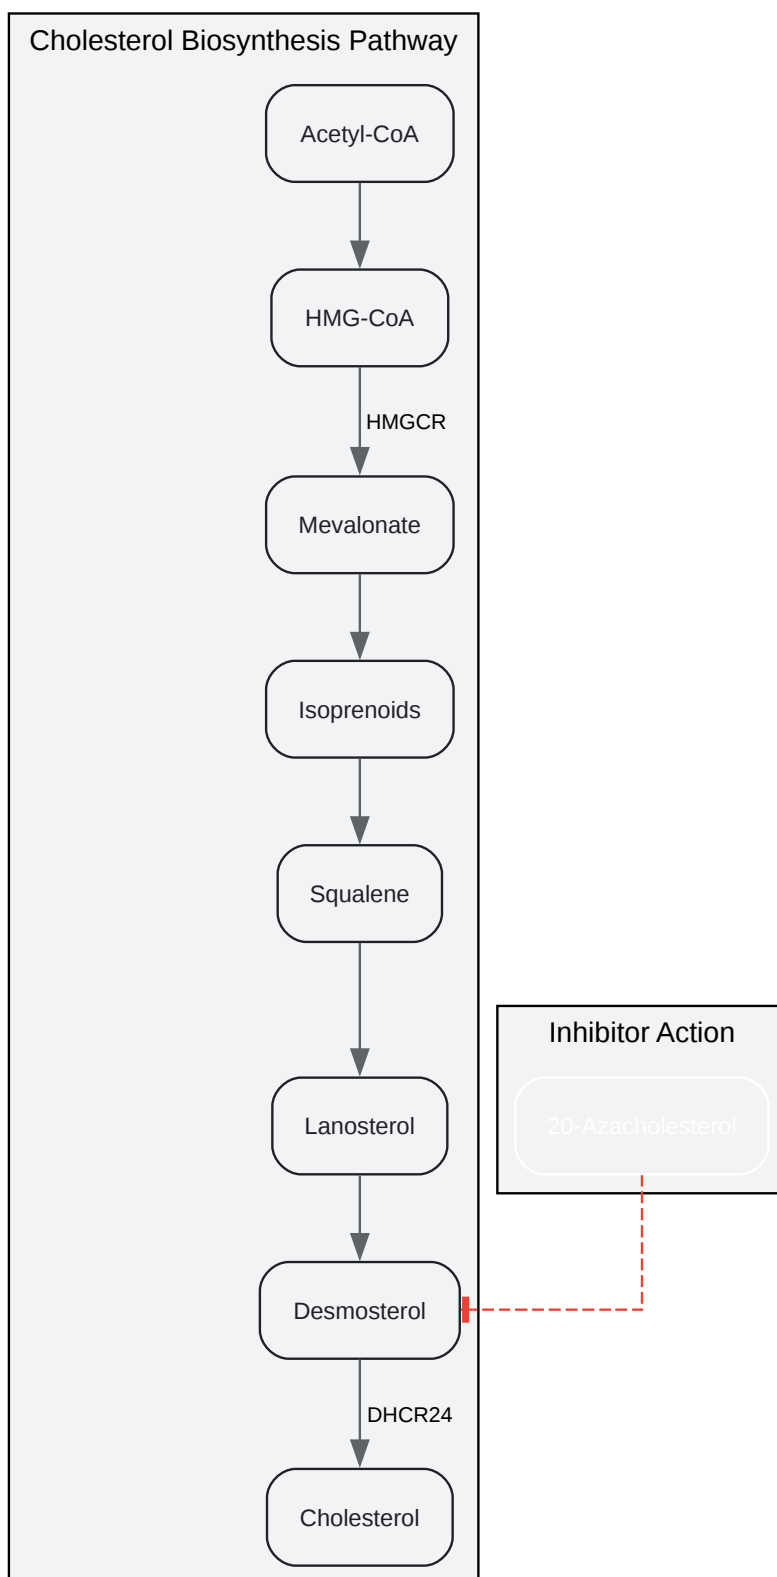 Cholesterol Biosynthesis Pathway
Acetyl-CoA
HMG-CoA
HMGCR
Mevalonate
Isoprenoids
Squalene
Inhibitor Action
Lanosterol
20-Azacholesterol
Desmosterol
DHCR24
Cholesterol